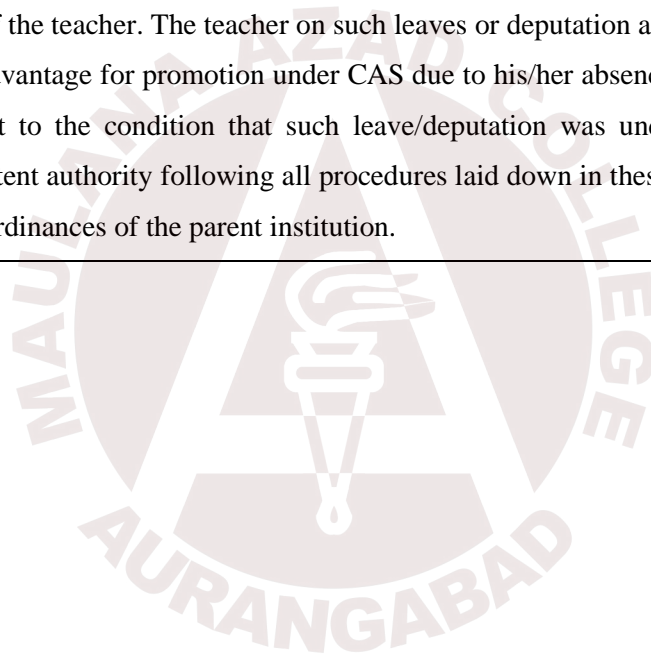 f the teacher. The teacher on such leaves or deputation a
vantage for promotion under CAS due to his/her absenc
t to the condition that such leave/deputation was un
tent authority following all procedures laid down in thes
rdinances of the parent institution.
MAULANA AZAD COLLEGE
AURANGABAD